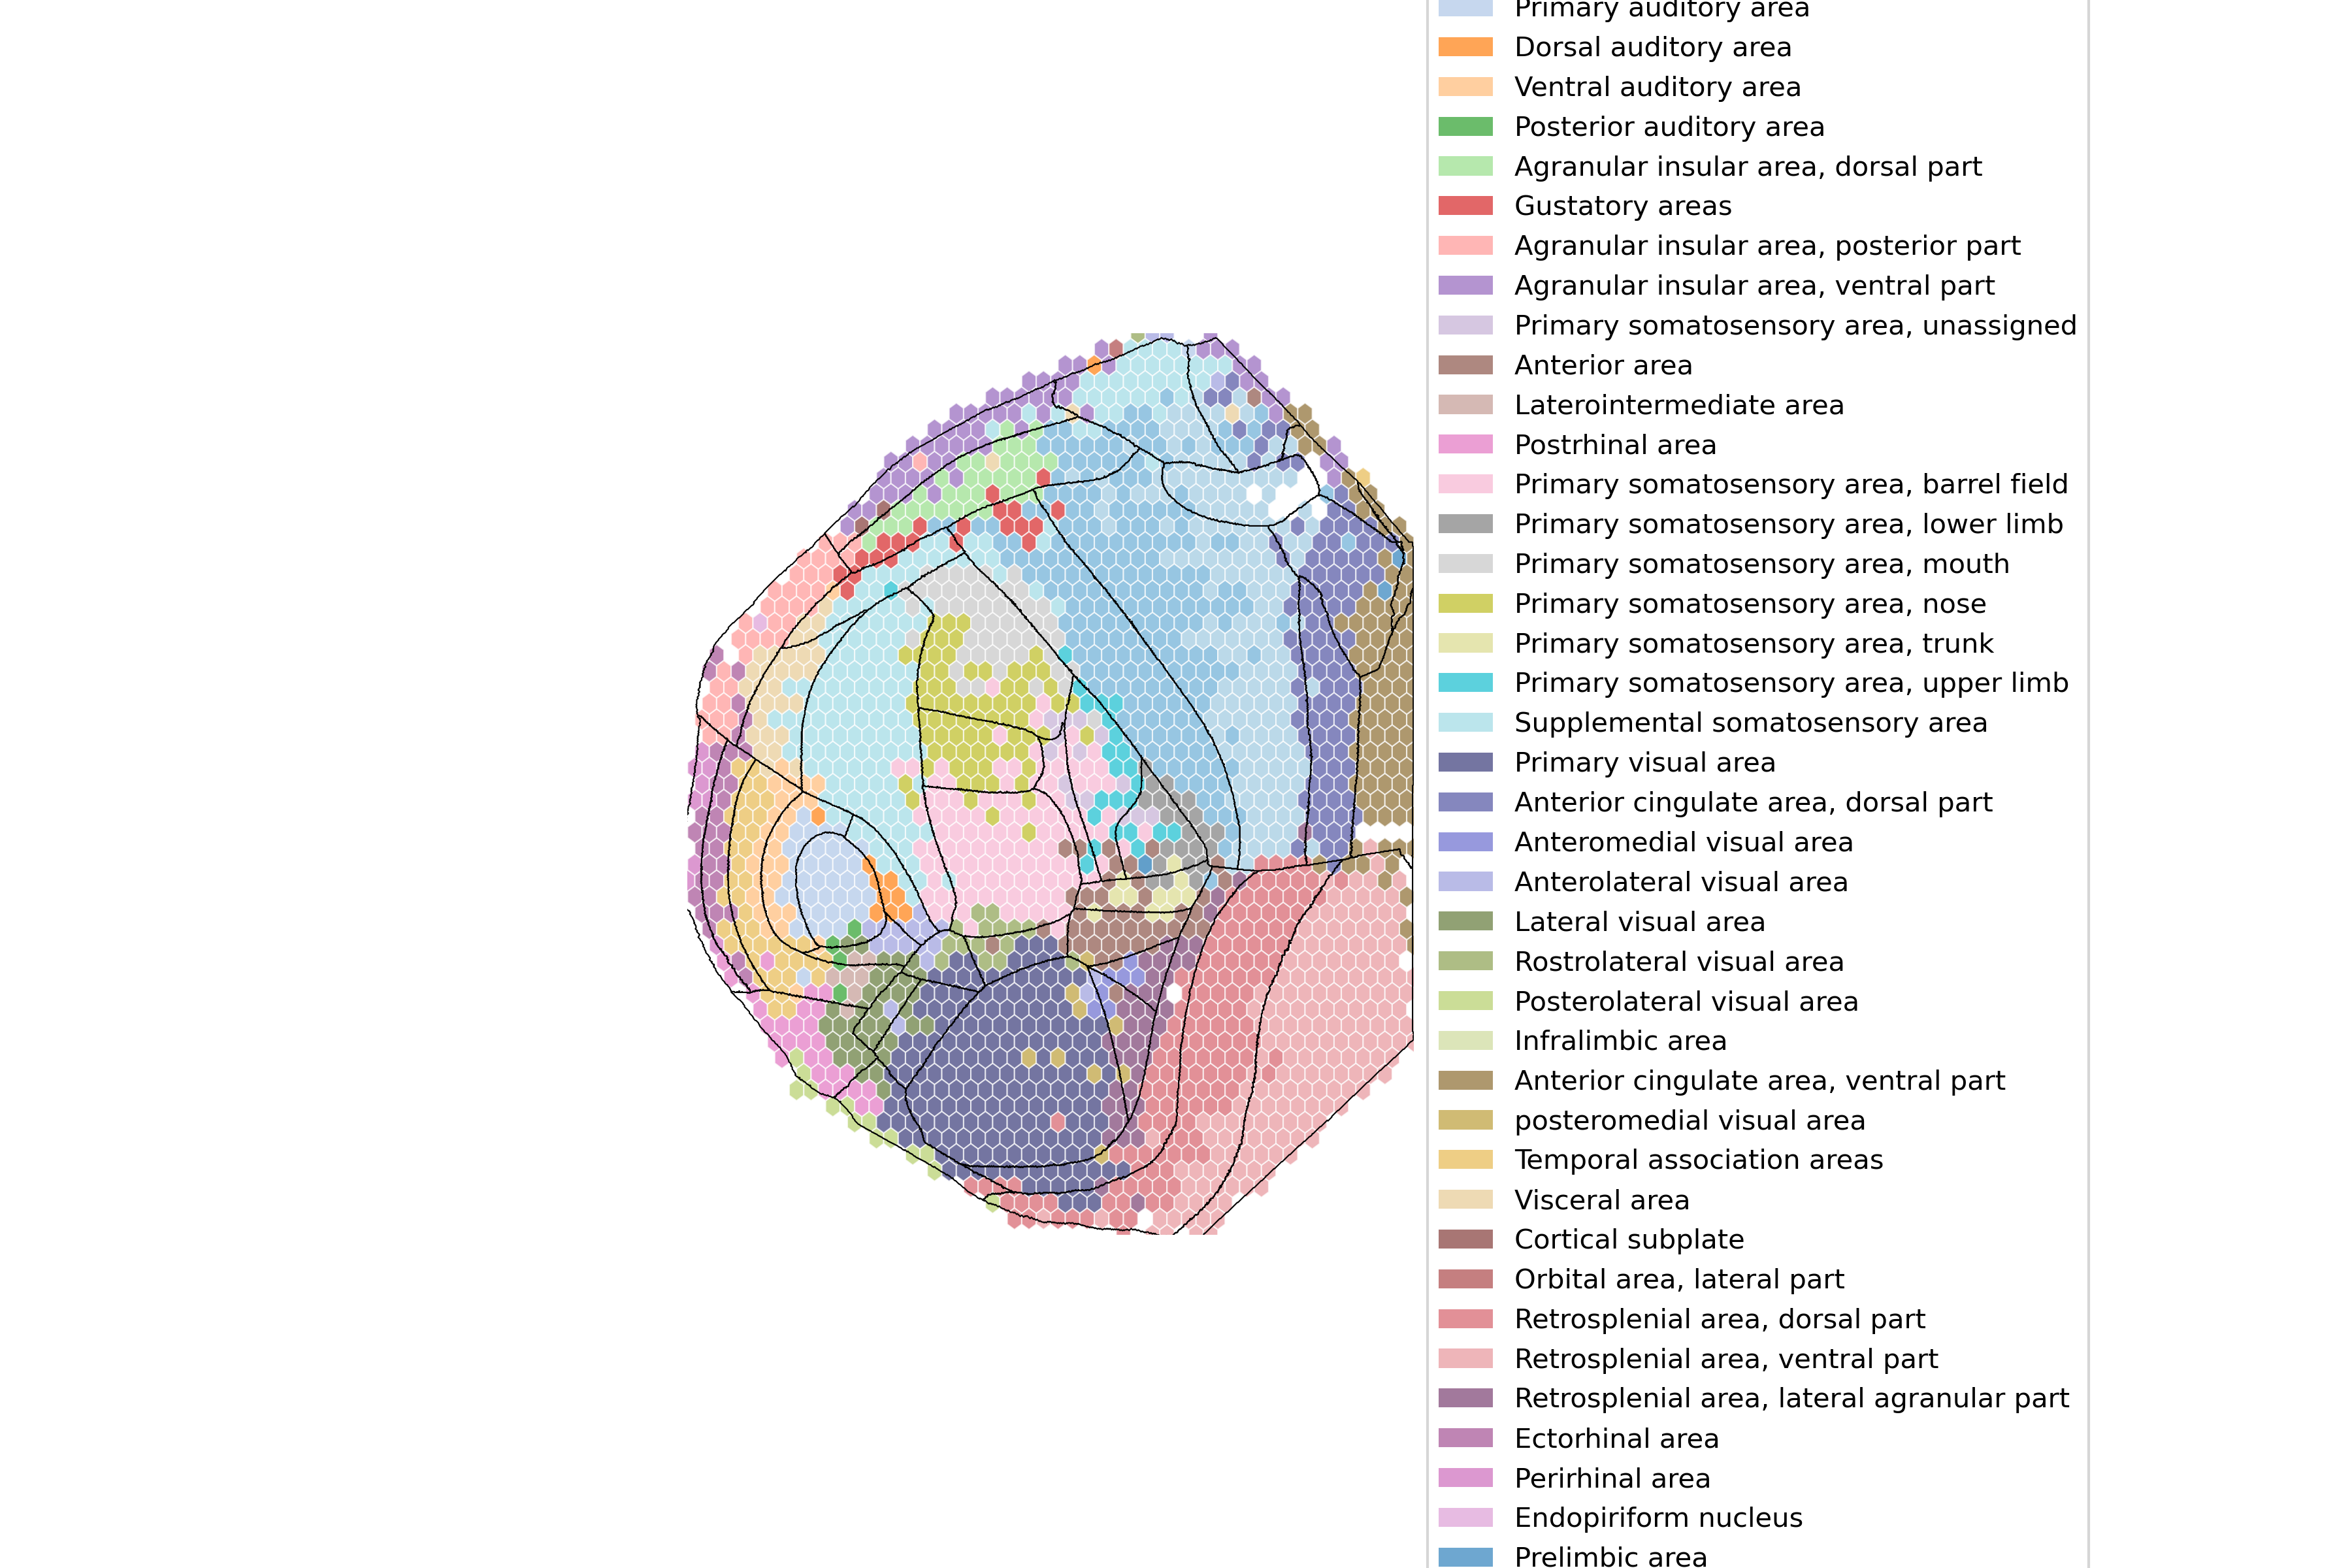 Primary auditory area
Dorsal auditory area
Ventral auditory area
Posterior auditory area
Agranular insular area, dorsal part
Gustatory areas
Agranular insular area, posterior part
Agranular insular area, ventral part
Primary somatosensory area, unassigned
Anterior area
Laterointermediate area
Postrhinal area
Primary somatosensory area, barrel field
Primary somatosensory area, lower limb
Primary somatosensory area, mouth
Primary somatosensory area, nose
Primary somatosensory area, trunk
Primary somatosensory area, upper limb
Supplemental somatosensory area
Primary visual area
Anterior cingulate area, dorsal part
Anteromedial visual area
Anterolateral visual area
Lateral visual area
Rostrolateral visual area
Posterolateral visual area
Infralimbic area
Anterior cingulate area, ventral part
posteromedial visual area
Temporal association areas
Visceral area
Cortical subplate
Orbital area, lateral part
Retrosplenial area, dorsal part
Retrosplenial area, ventral part
Retrosplenial area, lateral agranular part
Ectorhinal area
Perirhinal area
Endopiriform nucleus
Prelimbic area